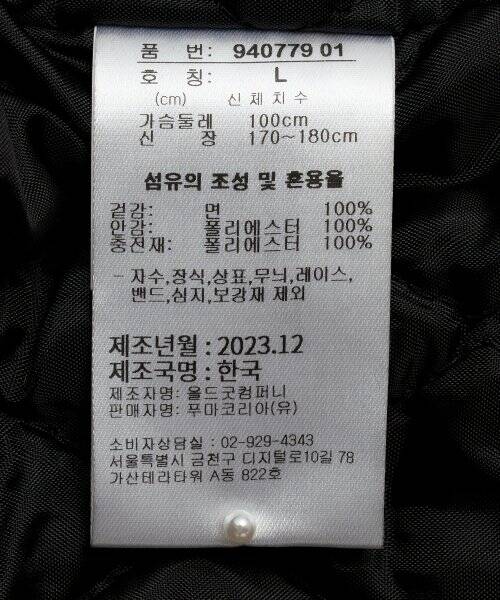 품 번: 940779 01
호 칭: L
(cm) 신체치수
가슴둘레 100cm
신 장 170~180cm
섬유의 조성 및 혼용율
겉감: 면 100%
안감: 폴리에스터 100%
충전재: 폴리에스터 100%
- 자수,장식,상표,무늬,레이스,
밴드,심지,보강재 제외
제조년월 : 2023.12
제조국명 : 한국
제조자명: 올드굿컴퍼니
판매자명: 푸마코리아(유)
소비자상담실 : 02-929-4343
서울특별시 금천구 디지털로10길 78
가산테라타워 A동 822호